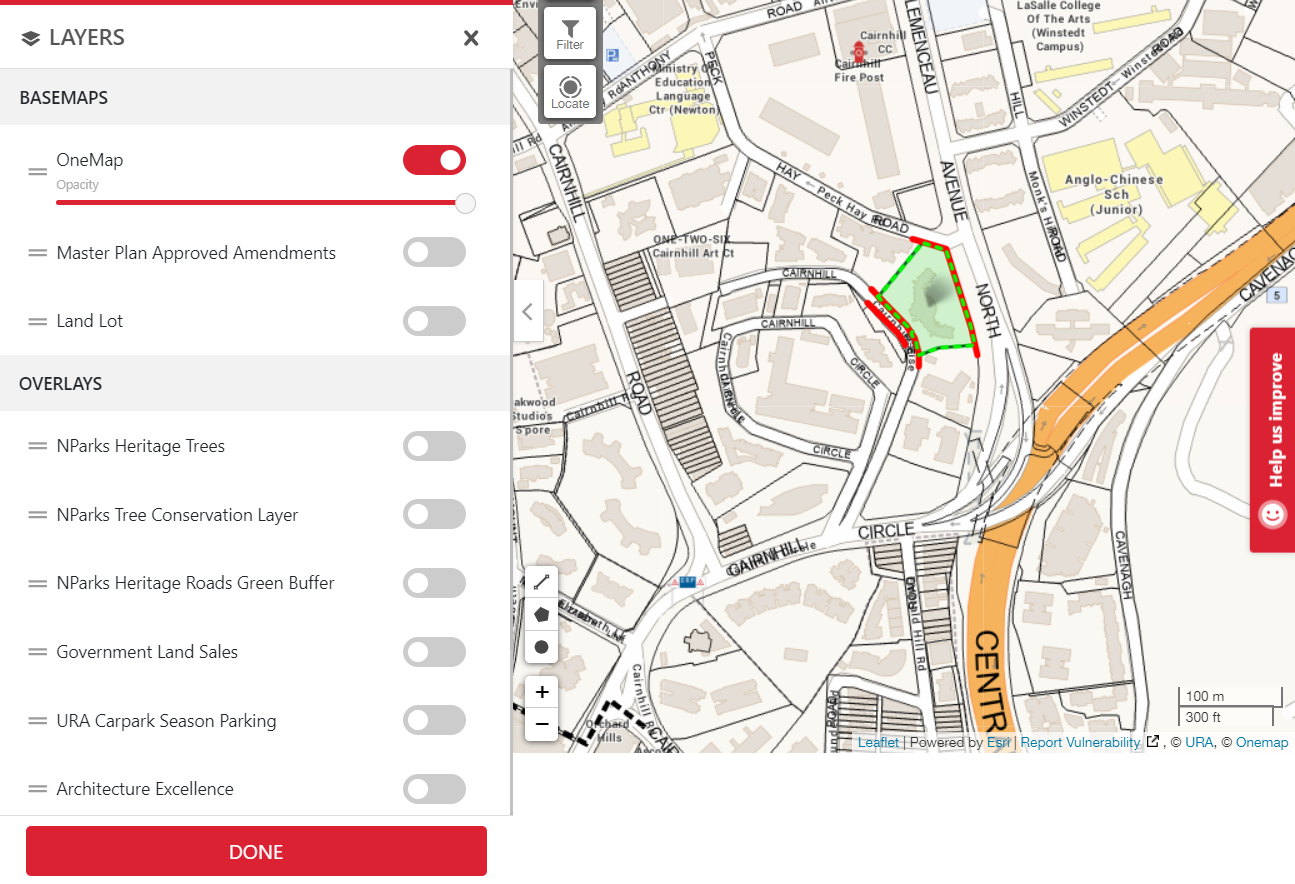 LAYERS
BASEMAPS
OneMap
Opacity
Master Plan Approved Amendments
Land Lot
OVERLAYS
NParks Heritage Trees
NParks Tree Conservation Layer
NParks Heritage Roads Green Buffer
Government Land Sales
URA Carpark Season Parking
Architecture Excellence
DONE
Filter
Locate
ROAD
CLEMENCEAU
AVENUE
NORTH
LaSalle College
Of The Arts
(Winstedt
Campus)
Cairnhill
CC
Cairnhill
Fire Post
ANTHONY
PECK
Ministry Of
Education
Language
Ctr (Newton)
HILL
WINSTEDT
ROAD
Winstedt
CAIRNHILL
ROAD
HAY
← Peck Hay Rd
ROAD
Monk's Hill
ROAD
Anglo-Chinese
Sch
(Junior)
ONE-TWO-SIX
Cairnhill Art Ct
CAIRNHILL
CAIRNHILL
CIRCLE
CIRCLE
Cairnhill Rise
CAVENAGH
5
Help us improve
oakwood
Studios
S'pore
Cairnhill R
CAIRNHILL
Cairnhill Circle
CIRCLE
ERP
CAVENAGH
ROAD
Peck Hill Rd
Elizabeth
Cairnhill R
Orchard
Hills
ROAD
CENTR
+
−
100 m
300 ft
Leaflet | Powered by Esri | Report Vulnerability , © URA, © Onemap